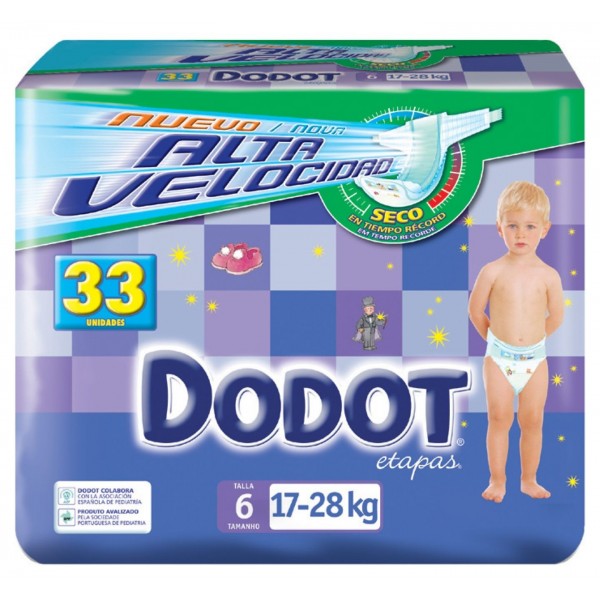 33 DODOT 6 17-28 kg
NUEVO / NOVA
ALTA
VELOCIDAD
SECO
EN TIEMPO RÉCORD
EM TEMPO RECORDE
33
UNIDADES
DODOT®
etapas®
TALLA
6
TAMANHO
17-28 kg
DODOT COLABORA
CON LA ASOCIACIÓN
ESPAÑOLA DE PEDIATRÍA.
PRODUTO AVALIZADO
PELA SOCIEDADE
PORTUGUESA DE PEDIATRIA